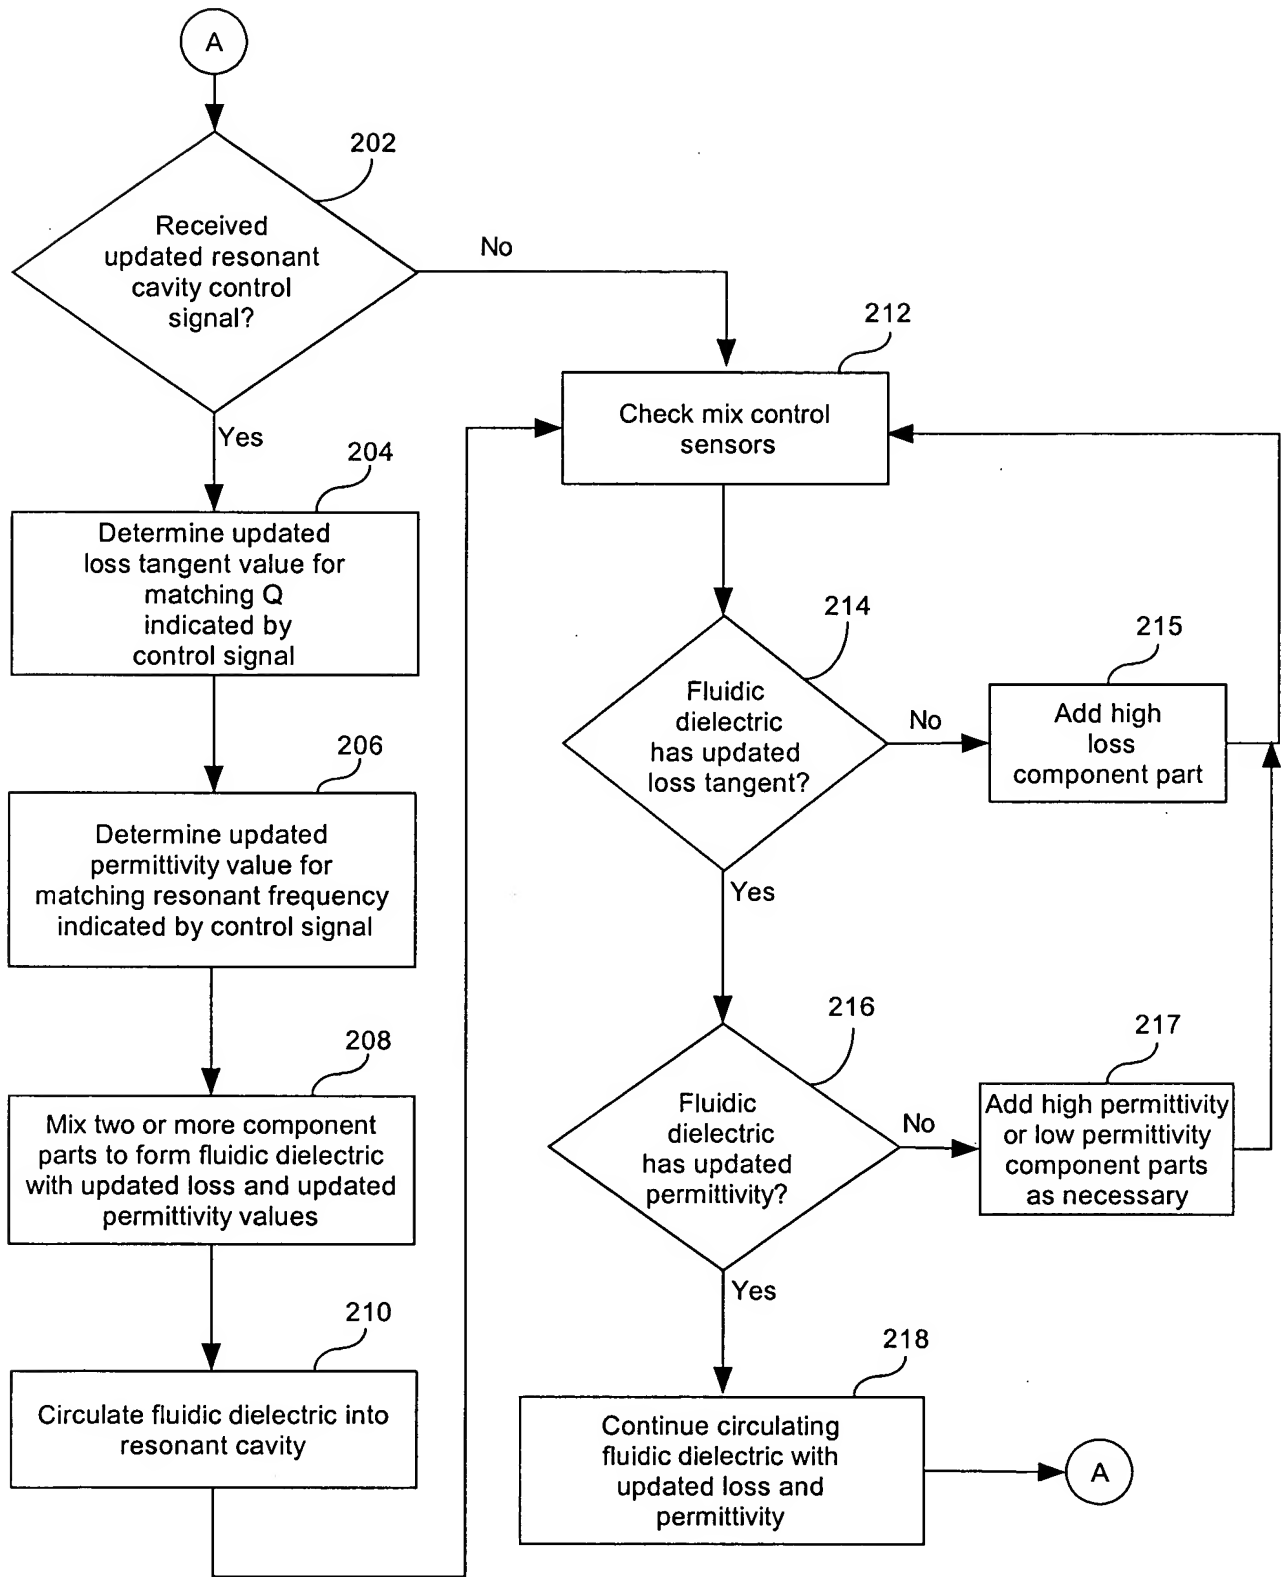 A
202
Received
updated resonant
cavity control
signal?
No
Yes
204
Determine updated
loss tangent value for
matching Q
indicated by
control signal
206
Determine updated
permittivity value for
matching resonant frequency
indicated by control signal
208
Mix two or more component
parts to form fluidic dielectric
with updated loss and updated
permittivity values
210
Circulate fluidic dielectric into
resonant cavity
212
Check mix control
sensors
214
Fluidic
dielectric
has updated
loss tangent?
No
215
Add high
loss
component part
Yes
216
Fluidic
dielectric
has updated
permittivity?
No
217
Add high permittivity
or low permittivity
component parts
as necessary
Yes
218
Continue circulating
fluidic dielectric with
updated loss and
permittivity
A